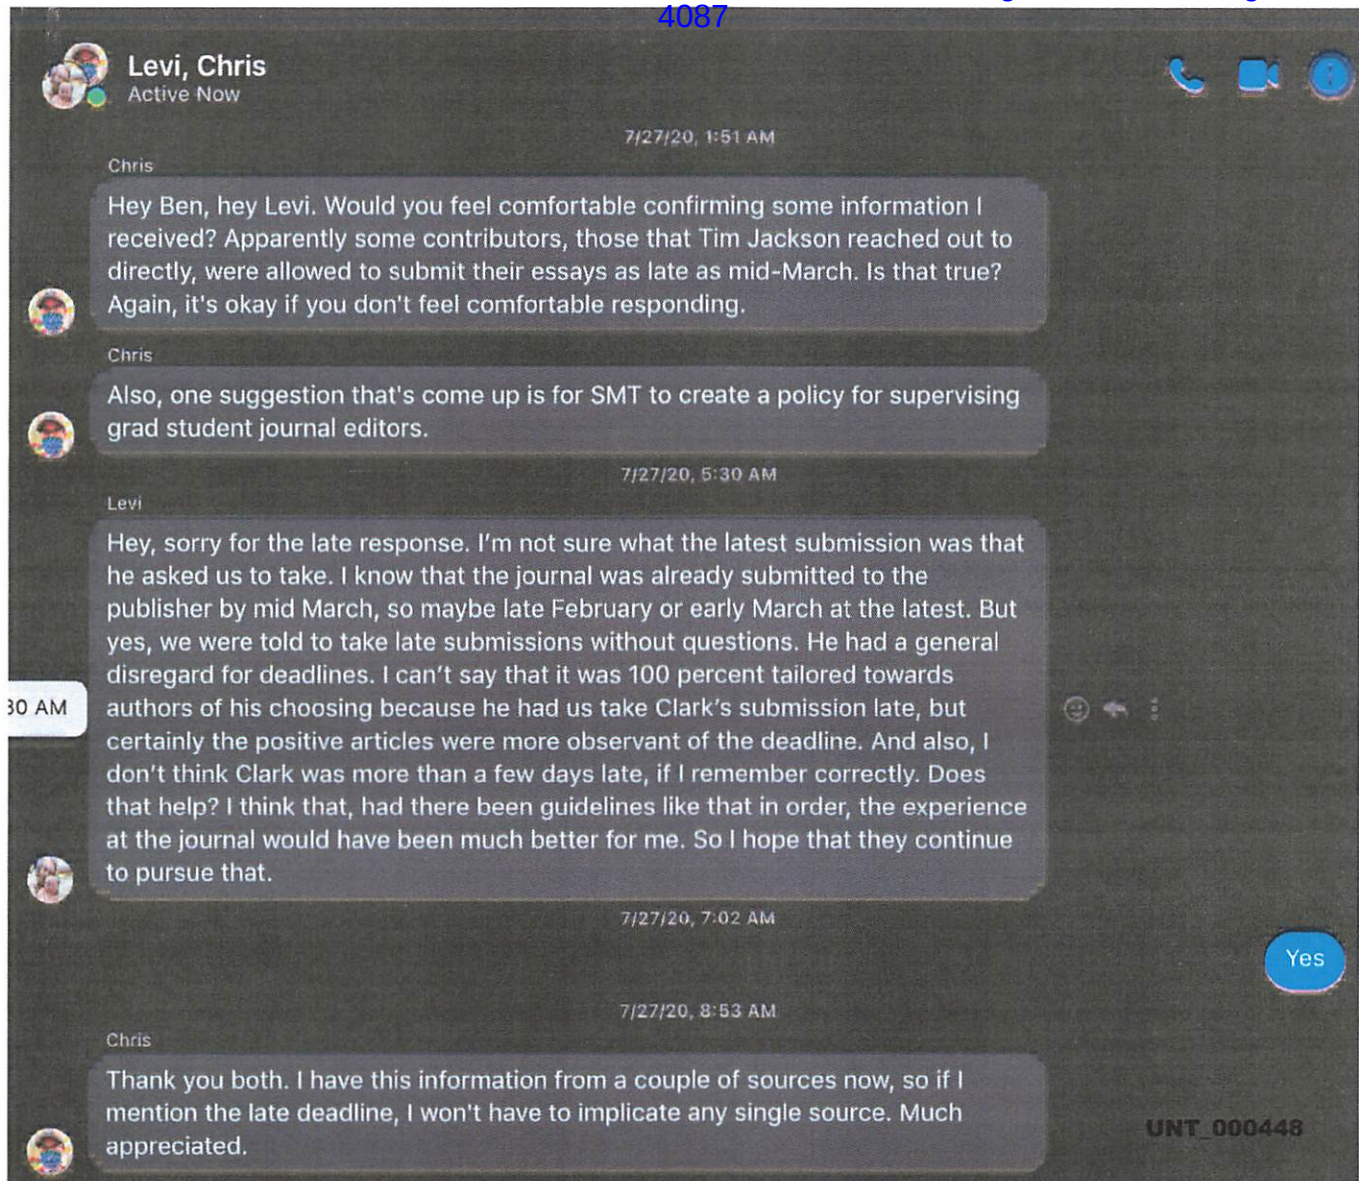 4087
Levi, Chris
Active Now
7/27/20, 1:51 AM
Chris
Hey Ben, hey Levi. Would you feel comfortable confirming some information I
received? Apparently some contributors, those that Tim Jackson reached out to
directly, were allowed to submit their essays as late as mid-March. Is that true?
Again, it's okay if you don't feel comfortable responding.
Chris
Also, one suggestion that's come up is for SMT to create a policy for supervising
grad student journal editors.
7/27/20, 5:30 AM
Levi
Hey, sorry for the late response. I'm not sure what the latest submission was that
he asked us to take. I know that the journal was already submitted to the
publisher by mid March, so maybe late February or early March at the latest. But
yes, we were told to take late submissions without questions. He had a general
disregard for deadlines. I can't say that it was 100 percent tailored towards
30 AM
authors of his choosing because he had us take Clark's submission late, but
certainly the positive articles were more observant of the deadline. And also, I
don't think Clark was more than a few days late, if I remember correctly. Does
that help? I think that, had there been guidelines like that in order, the experience
at the journal would have been much better for me. So I hope that they continue
to pursue that.
7/27/20, 7:02 AM
Yes
7/27/20, 8:53 AM
Chris
Thank you both. I have this information from a couple of sources now, so if I
mention the late deadline, I won't have to implicate any single source. Much
appreciated.
UNT_000448